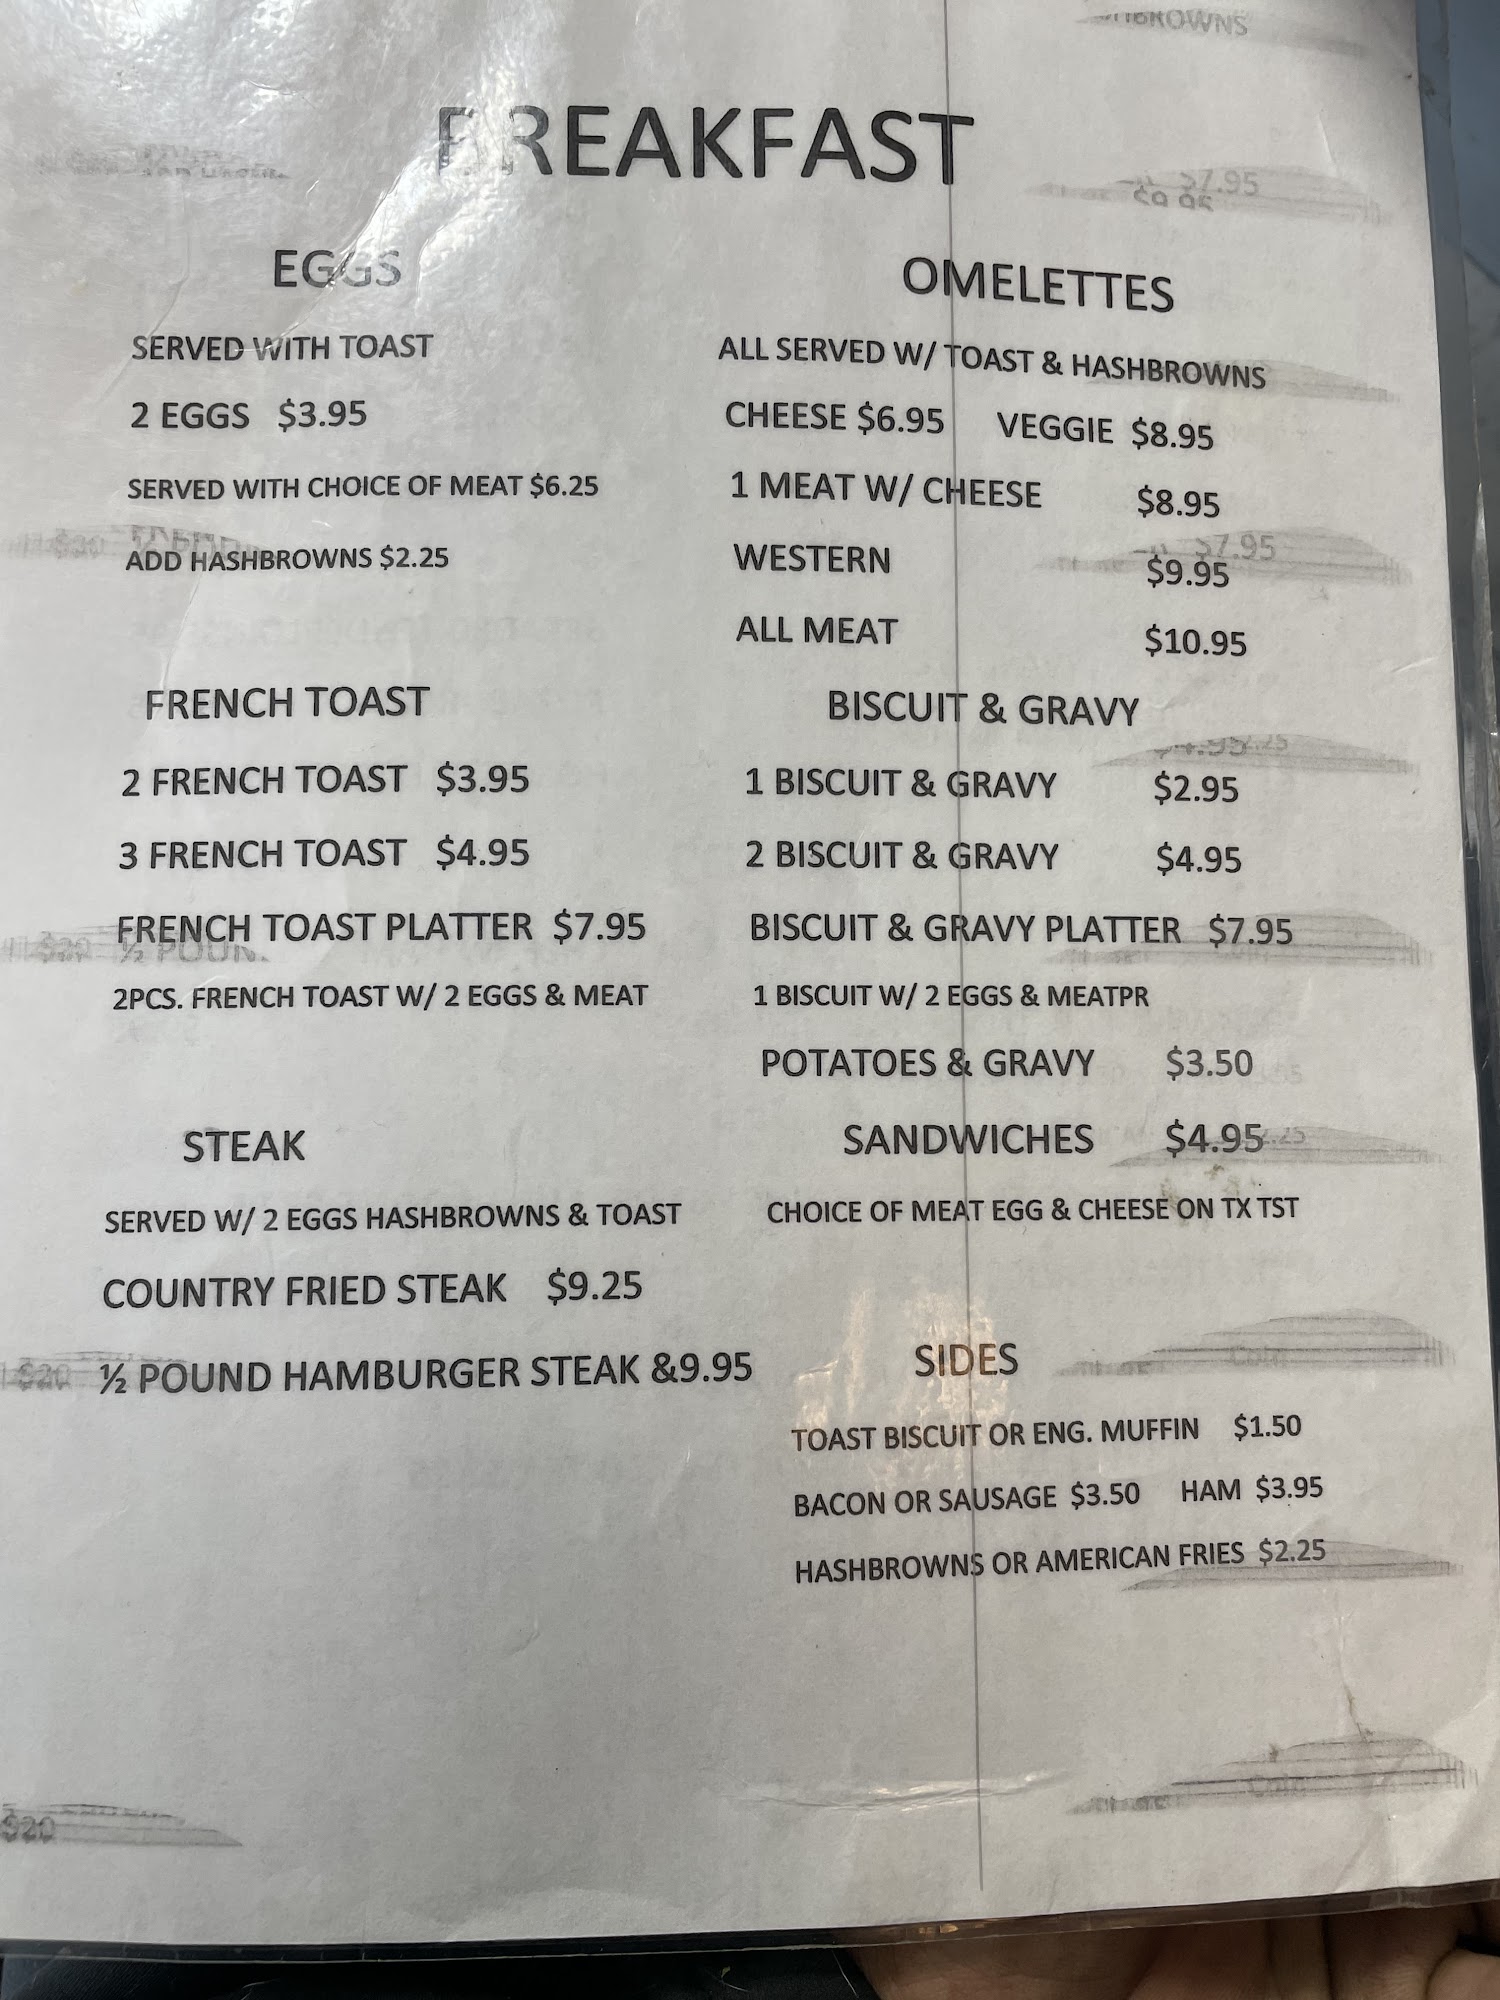 BREAKFAST
EGGS
SERVED WITH TOAST
2 EGGS $3.95
SERVED WITH CHOICE OF MEAT $6.25
ADD HASHBROWNS $2.25
FRENCH TOAST
2 FRENCH TOAST $3.95
3 FRENCH TOAST $4.95
FRENCH TOAST PLATTER $7.95
2PCS. FRENCH TOAST W/ 2 EGGS & MEAT
STEAK
SERVED W/ 2 EGGS HASHBROWNS & TOAST
COUNTRY FRIED STEAK $9.25
½ POUND HAMBURGER STEAK &9.95
OMELETTES
ALL SERVED W/ TOAST & HASHBROWNS
CHEESE $6.95 VEGGIE $8.95
1 MEAT W/ CHEESE $8.95
WESTERN $9.95
ALL MEAT $10.95
BISCUIT & GRAVY
1 BISCUIT & GRAVY $2.95
2 BISCUIT & GRAVY $4.95
BISCUIT & GRAVY PLATTER $7.95
1 BISCUIT W/ 2 EGGS & MEATPR
POTATOES & GRAVY $3.50
SANDWICHES $4.95
CHOICE OF MEAT EGG & CHEESE ON TX TST
SIDES
TOAST BISCUIT OR ENG. MUFFIN $1.50
BACON OR SAUSAGE $3.50 HAM $3.95
HASHBROWNS OR AMERICAN FRIES $2.25